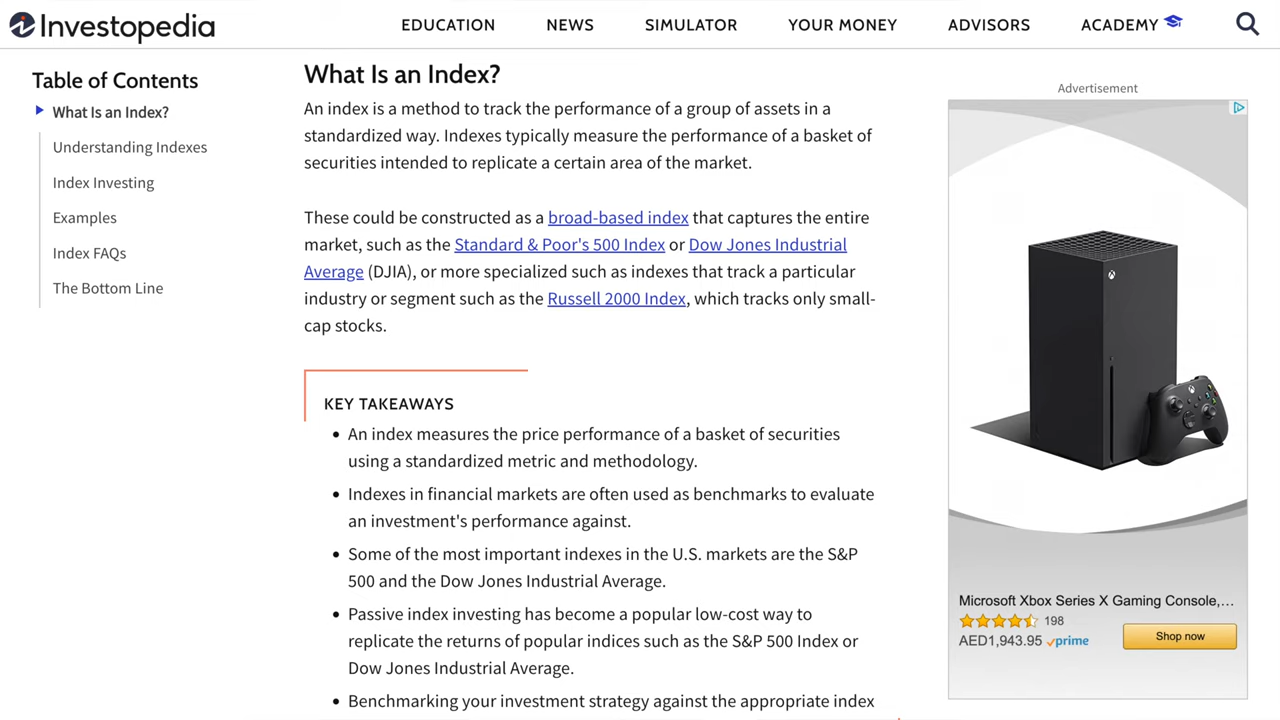 Investopedia
EDUCATION
NEWS
SIMULATOR
YOUR MONEY
ADVISORS
ACADEMY
Table of Contents
What Is an Index?
Understanding Indexes
Index Investing
Examples
Index FAQs
The Bottom Line
What Is an Index?
An index is a method to track the performance of a group of assets in a
standardized way. Indexes typically measure the performance of a basket of
securities intended to replicate a certain area of the market.
These could be constructed as a broad-based index that captures the entire
market, such as the Standard & Poor's 500 Index or Dow Jones Industrial
Average (DJIA), or more specialized such as indexes that track a particular
industry or segment such as the Russell 2000 Index, which tracks only small-
cap stocks.
KEY TAKEAWAYS
• An index measures the price performance of a basket of securities
using a standardized metric and methodology.
• Indexes in financial markets are often used as benchmarks to evaluate
an investment's performance against.
• Some of the most important indexes in the U.S. markets are the S&P
500 and the Dow Jones Industrial Average.
• Passive index investing has become a popular low-cost way to
replicate the returns of popular indices such as the S&P 500 Index or
Dow Jones Industrial Average.
• Benchmarking your investment strategy against the appropriate index
Advertisement
Microsoft Xbox Series X Gaming Console,...
198
AED1,943.95 prime
Shop now